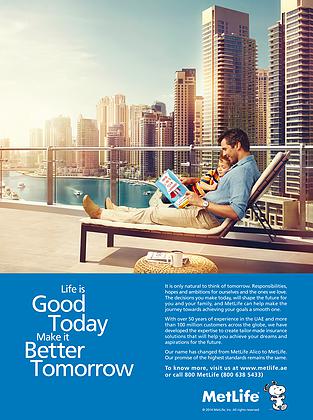 Life is
Good
Today
Make it
Better
Tomorrow
It is only natural to think of tomorrow. Responsibilities,
hopes and ambitions for ourselves and the ones we love.
The decisions you make today, will shape the future for
you and your family, and MetLife can help make the
journey towards achieving your goals a smooth one.
With over 50 years of experience in the UAE and more
than 100 million customers across the globe, we have
developed the expertise to create tailor-made insurance
solutions that will help you achieve your dreams and
aspirations for the future.
Our name has changed from MetLife Alico to MetLife.
Our promise of the highest standards remains the same.
To know more, visit us at www.metlife.ae
or call 800 MetLife (800 638 5433)
MetLife
© 2014 MetLife, Inc. All rights reserved.